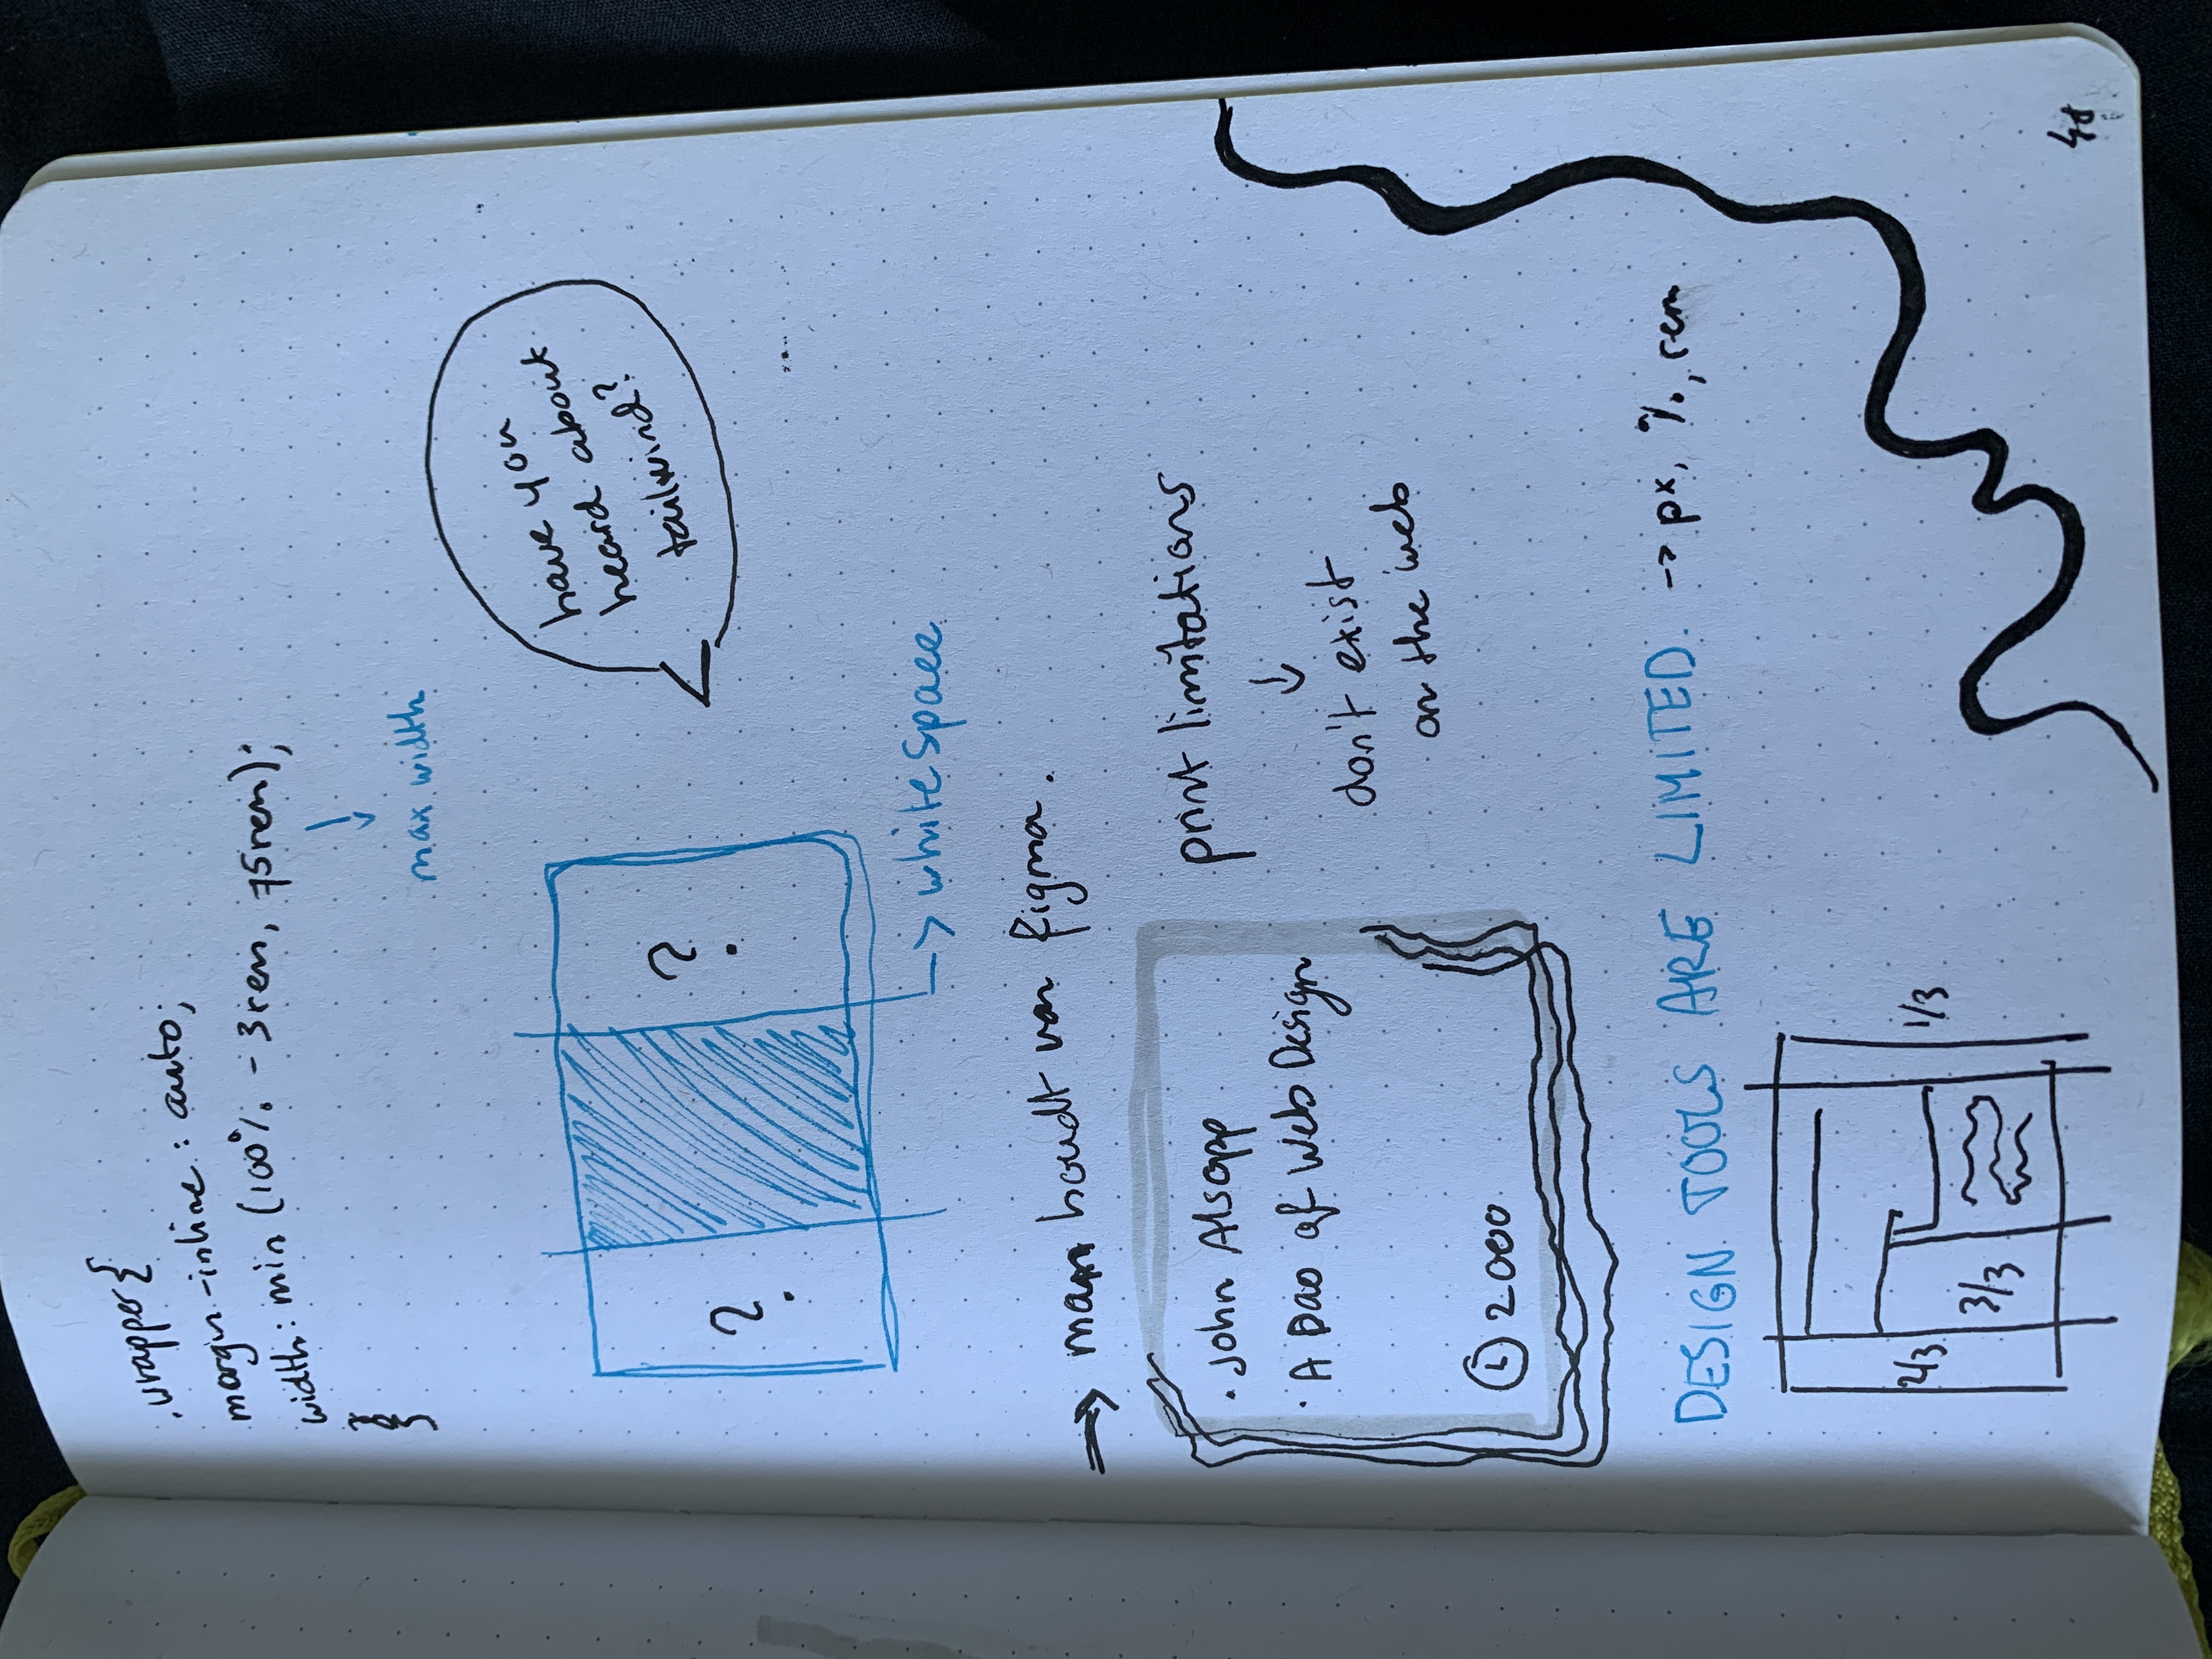 .wrapper {
margin-inline: auto;
width: min (100% - 3rem, 75rem);
}
max width
have you
heard about
tailwind?
?
?
white space
man houdt van figma.
• John Alsopp
• A Dao of Web Design
2000
print limitations
don't exist
on the web
DESIGN TOOLS ARE LIMITED. -> px, %, rem
2/3
3/3
1/3